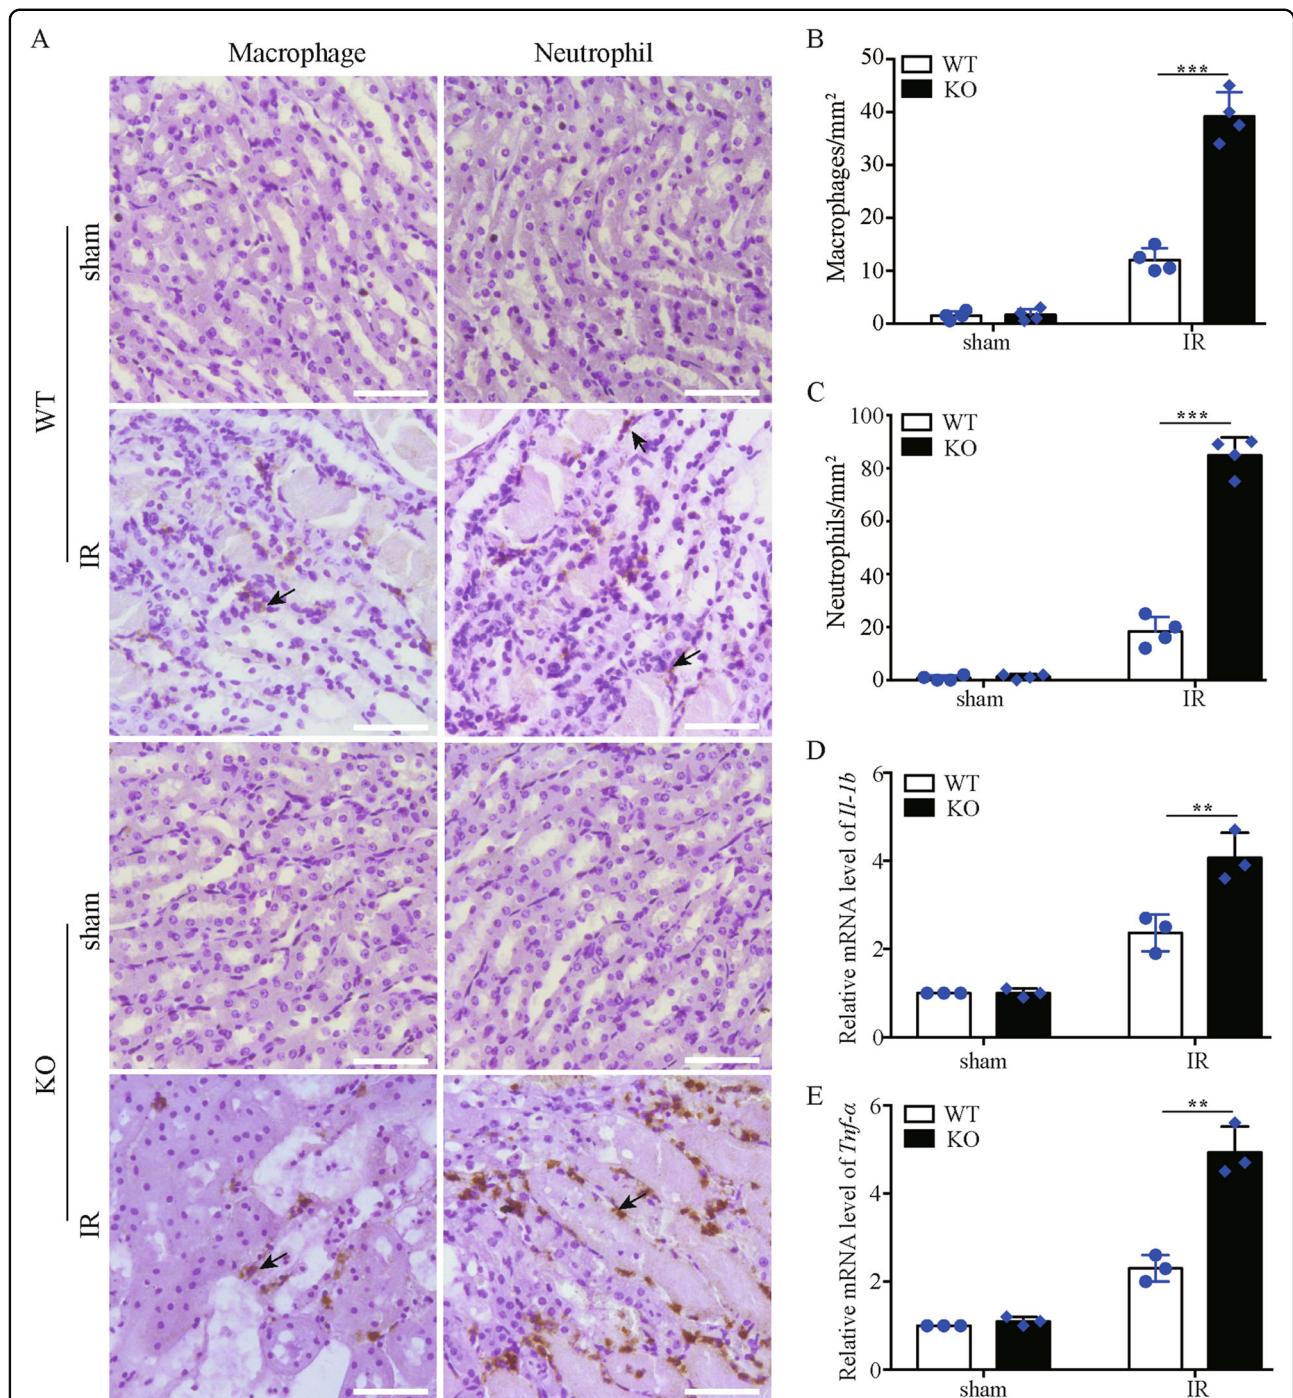 A
Macrophage
Neutrophil
WT
sham
IR
KO
sham
IR
B
Macrophages/mm²
50
40
30
20
10
0
WT
KO
***
sham
IR
C
Neutrophils/mm²
100
80
60
40
20
0
WT
KO
***
sham
IR
D
Relative mRNA level of Il-1b
6
4
2
0
WT
KO
**
sham
IR
E
Relative mRNA level of Tnf-α
6
4
2
0
WT
KO
**
sham
IR